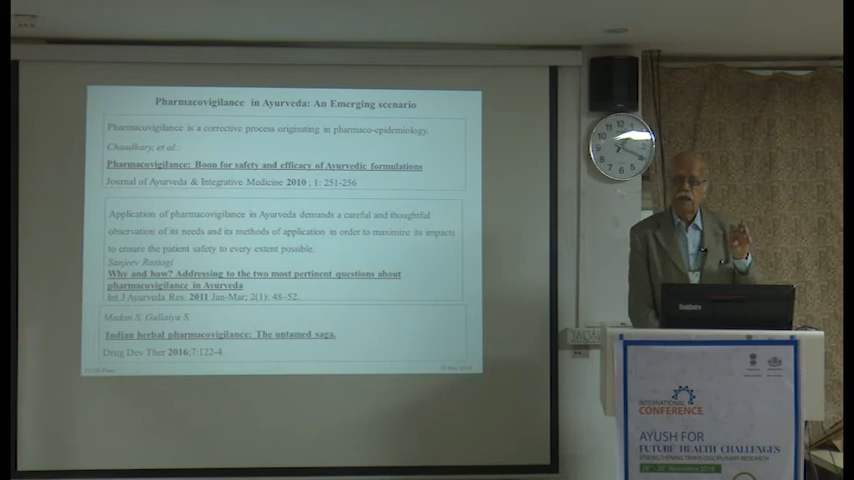 Pharmacovigilance in Ayurveda: An Emerging scenario
Pharmacovigilance is a corrective process originating in pharmaco-epidemiology.
Chaudhary, et al.:
Pharmacovigilance: Boon for safety and efficacy of Ayurvedic formulations
Journal of Ayurveda & Integrative Medicine 2010 ; 1: 251-256
Application of pharmacovigilance in Ayurveda demands a careful and thoughtful
observation of its needs and its methods of application in order to maximize its impacts
to ensure the patient safety to every extent possible.
Sanjeev Rastogi
Why and how? Addressing to the two most pertinent questions about
pharmacovigilance in Ayurveda
Int J Ayurveda Res. 2011 Jan-Mar; 2(1): 48–52.
Madan S, Gullaiya S.
Indian herbal pharmacovigilance: The untamed saga.
Drug Dev Ther 2016;7:122-4.
12
INTERNATIONAL
CONFERENCE
AYUSH FOR
FUTURE HEALTH CHALLENGES
STRENGTHENING TRANS-DISCIPLINARY RESEARCH